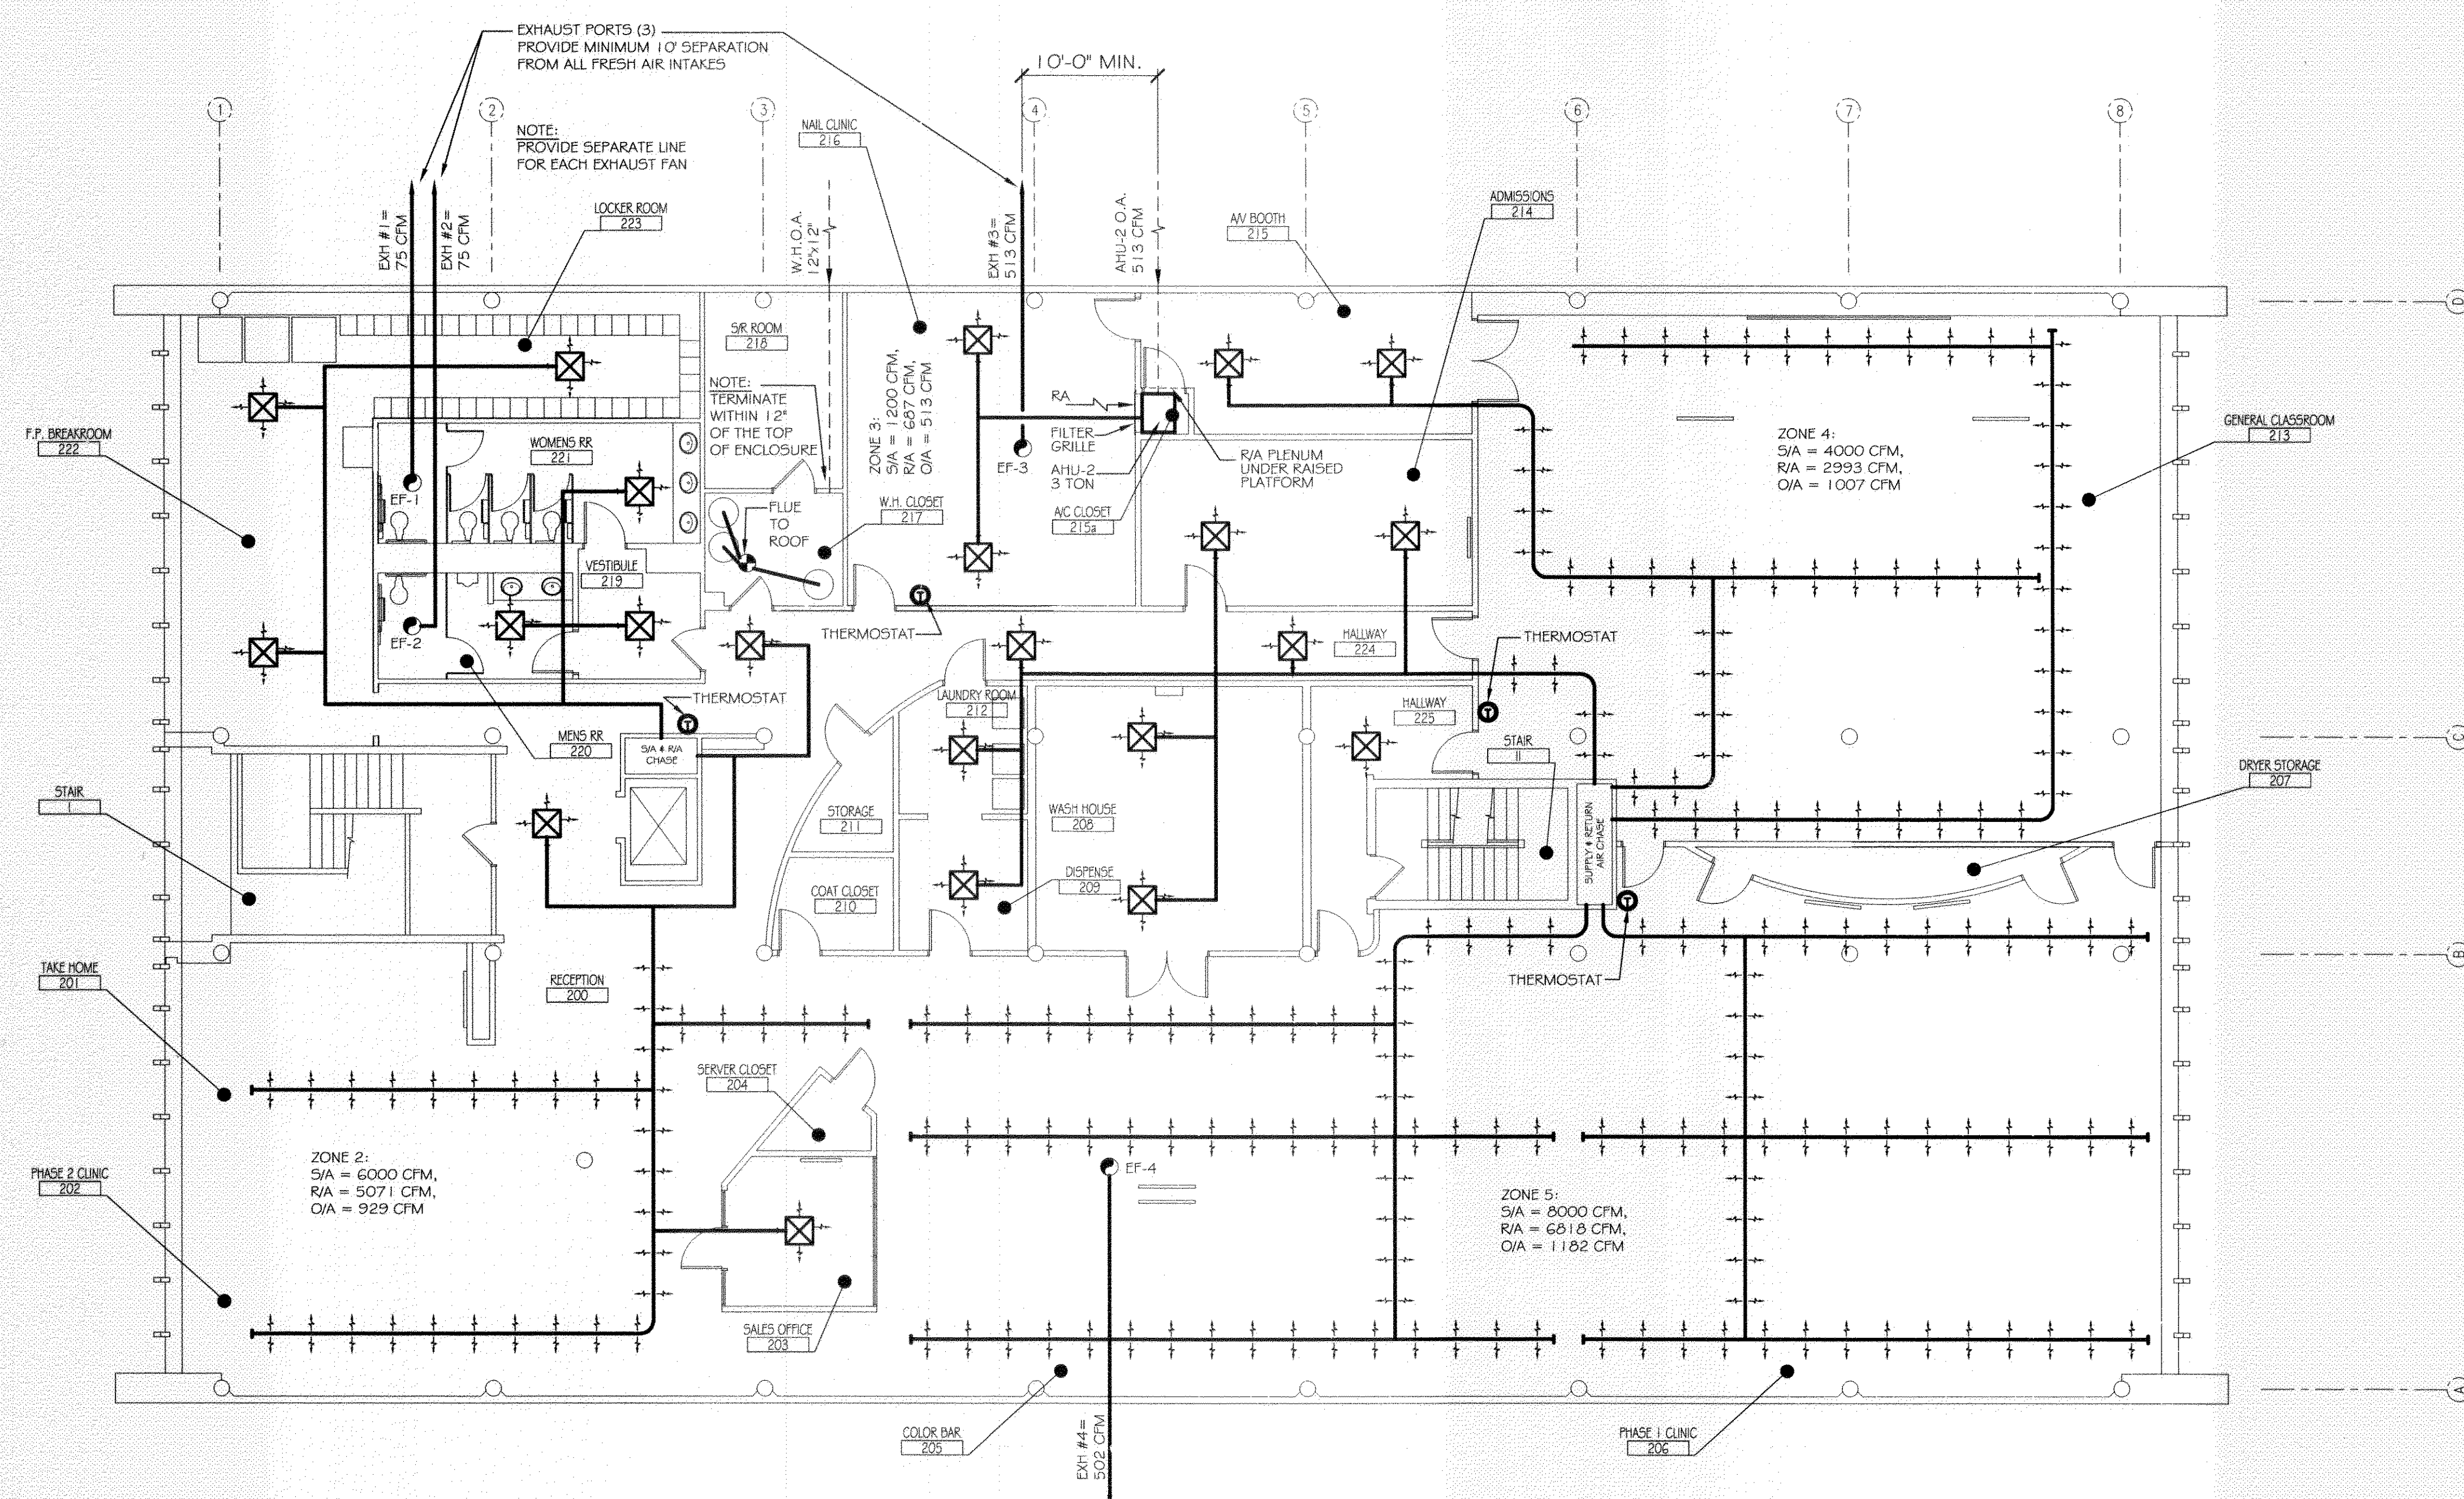 EXHAUST PORTS (3)
PROVIDE MINIMUM 10' SEPARATION
FROM ALL FRESH AIR INTAKES
10'-0" MIN.
1
2
3
4
5
6
7
8
NOTE:
PROVIDE SEPARATE LINE
FOR EACH EXHAUST FAN
NAIL CLINIC
216
LOCKER ROOM
223
EXH #1=
75 CFM
EXH #2=
75 CFM
W.H.O.A.
12"x12"
EXH #3=
513 CFM
AHU-2 O.A.
513 CFM
A/V BOOTH
215
ADMISSIONS
214
D
S/R ROOM
218
NOTE:
TERMINATE
WITHIN 12"
OF THE TOP
OF ENCLOSURE
ZONE 3:
S/A = 1200 CFM,
R/A = 687 CFM,
O/A = 513 CFM
RA
FILTER
GRILLE
AHU-2
3 TON
EF-3
A/C CLOSET
215a
R/A PLENUM
UNDER RAISED
PLATFORM
ZONE 4:
S/A = 4000 CFM,
R/A = 2993 CFM,
O/A = 1007 CFM
GENERAL CLASSROOM
213
F.P. BREAKROOM
222
WOMENS RR
221
EF-1
W.H. CLOSET
217
FLUE
TO
ROOF
VESTIBULE
219
EF-2
THERMOSTAT
HALLWAY
224
THERMOSTAT
THERMOSTAT
LAUNDRY ROOM
212
HALLWAY
225
MENS RR
220
S/A & R/A
CHASE
STAIR
II
C
DRYER STORAGE
207
STAIR
I
STORAGE
211
WASH HOUSE
208
SUPPLY & RETURN
AIR CHASE
COAT CLOSET
210
DISPENSE
209
THERMOSTAT
B
TAKE HOME
201
RECEPTION
200
SERVER CLOSET
204
ZONE 2:
S/A = 6000 CFM,
R/A = 5071 CFM,
O/A = 929 CFM
PHASE 2 CLINIC
202
EF-4
ZONE 5:
S/A = 8000 CFM,
R/A = 6818 CFM,
O/A = 1182 CFM
SALES OFFICE
203
A
COLOR BAR
205
EXH #4=
502 CFM
PHASE 1 CLINIC
206
T
T
T
T